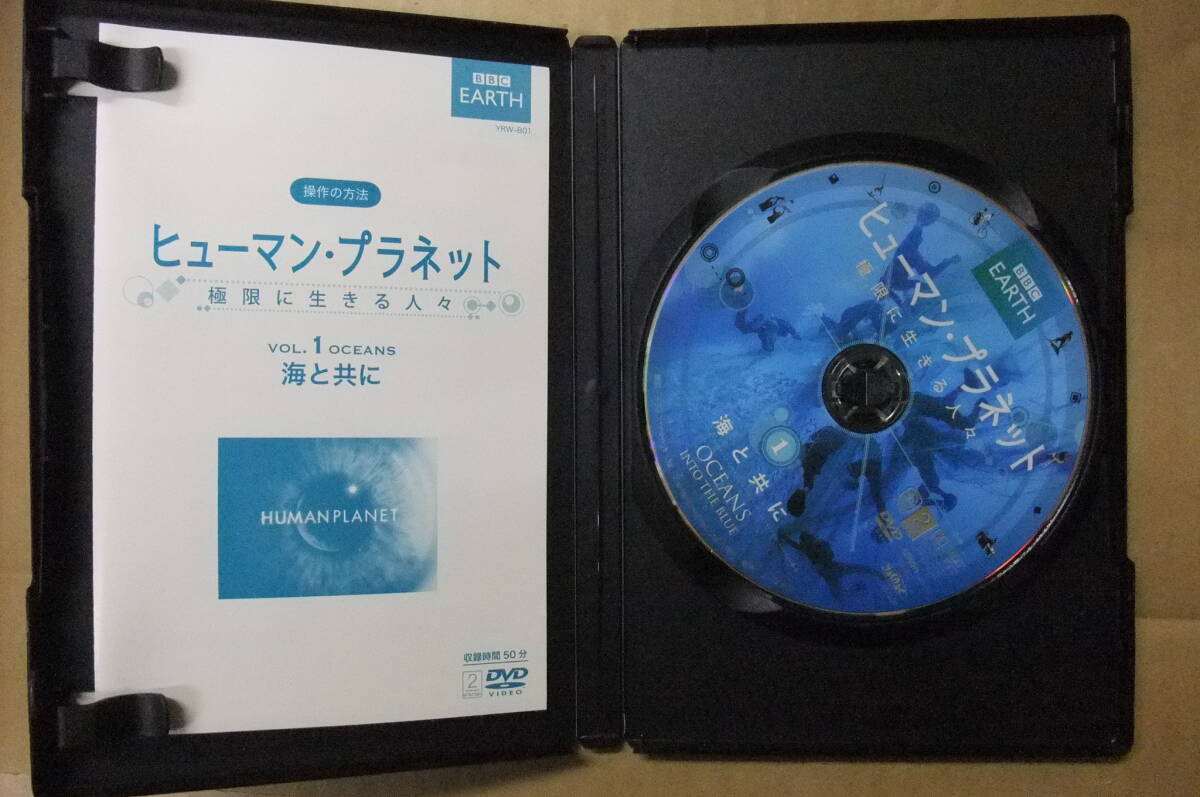 BBC
EARTH
YRW-B01
操作の方法
ヒューマン・プラネット
極限に生きる人々
VOL. 1 OCEANS
海と共に
HUMANPLANET
収録時間 50分
2
DVD
VIDEO
BBC
EARTH
ヒューマン・プラネット
極限に生きる人々
1
海と共に
OCEANS
INTO THE BLUE
2
DVD